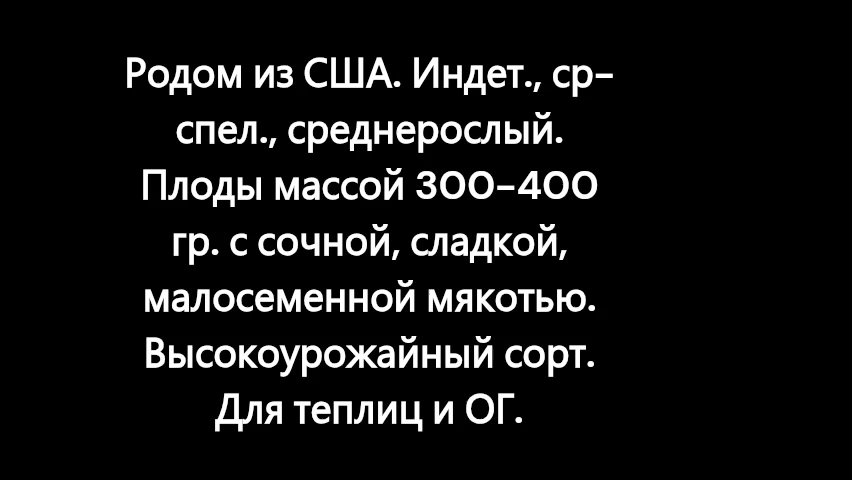 Родом из США. Индет., ср-
спел., среднерослый.
Плоды массой 300-400
гр. с сочной, сладкой,
малосеменной мякотью.
Высокоурожайный сорт.
Для теплиц и ОГ.